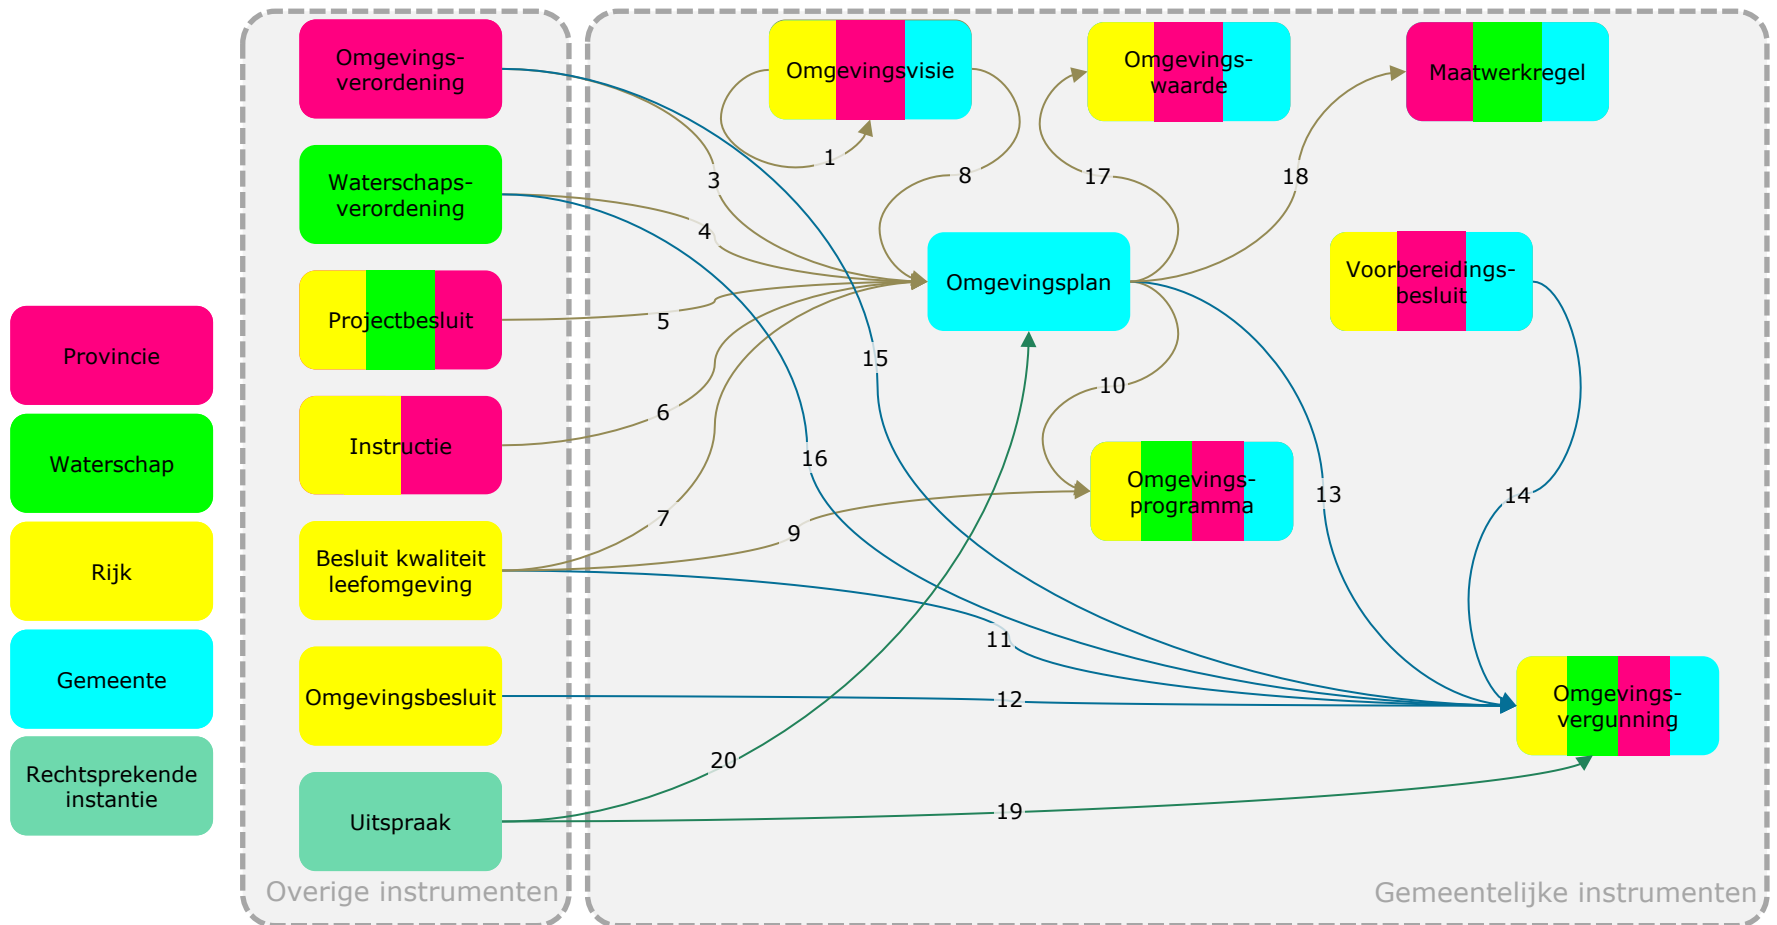 Provincie
Waterschap
Rijk
Gemeente
Rechtsprekende
instantie
Omgevings-
verordening
Waterschaps-
verordening
Projectbesluit
Instructie
Besluit kwaliteit
leefomgeving
Omgevingsbesluit
Uitspraak
Overige instrumenten
Omgevingsvisie
Omgevings-
waarde
Maatwerkregel
Omgevingsplan
Voorbereidings-
besluit
Omgevings-
programma
Omgevings-
vergunning
1
3
4
5
6
7
8
9
10
11
12
13
14
15
16
17
18
19
20
Gemeentelijke instrumenten